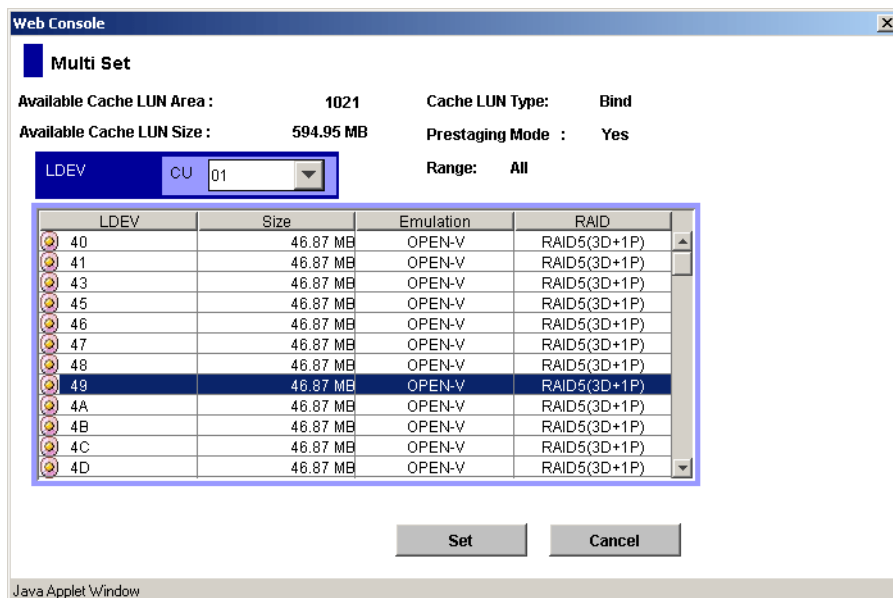 Web Console
Multi Set
Available Cache LUN Area : 1021 Cache LUN Type: Bind
Available Cache LUN Size : 594.95 MB Prestaging Mode : Yes
LDEV CU 01 Range: All
LDEV Size Emulation RAID
40 46.87 MB OPEN-V RAID5(3D+1P)
41 46.87 MB OPEN-V RAID5(3D+1P)
43 46.87 MB OPEN-V RAID5(3D+1P)
45 46.87 MB OPEN-V RAID5(3D+1P)
46 46.87 MB OPEN-V RAID5(3D+1P)
47 46.87 MB OPEN-V RAID5(3D+1P)
48 46.87 MB OPEN-V RAID5(3D+1P)
49 46.87 MB OPEN-V RAID5(3D+1P)
4A 46.87 MB OPEN-V RAID5(3D+1P)
4B 46.87 MB OPEN-V RAID5(3D+1P)
4C 46.87 MB OPEN-V RAID5(3D+1P)
4D 46.87 MB OPEN-V RAID5(3D+1P)
Set Cancel
Java Applet Window